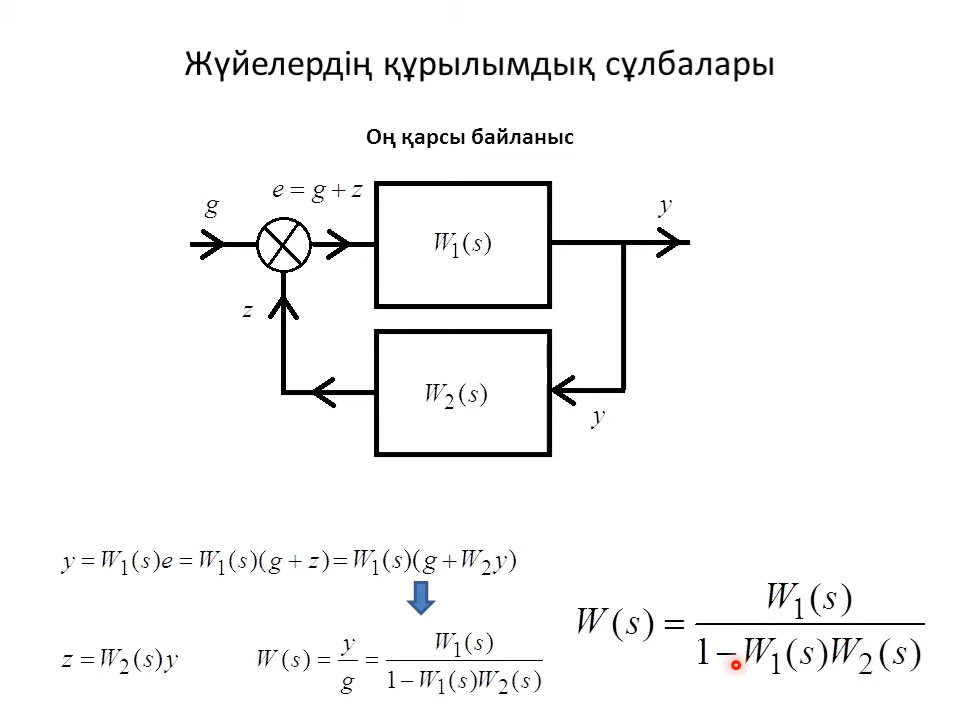 Жүйелердің құрылымдық сұлбалары
Оң қарсы байланыс
e = g + z
g
y
W₁(s)
z
W₂(s)
y
y = W₁(s)e = W₁(s)(g + z) = W₁(s)(g + W₂y)
z = W₂(s)y
W(s) = y/g = W₁(s)/(1 − W₁(s)W₂(s))
W(s) = W₁(s)/(1 − W₁(s)W₂(s))